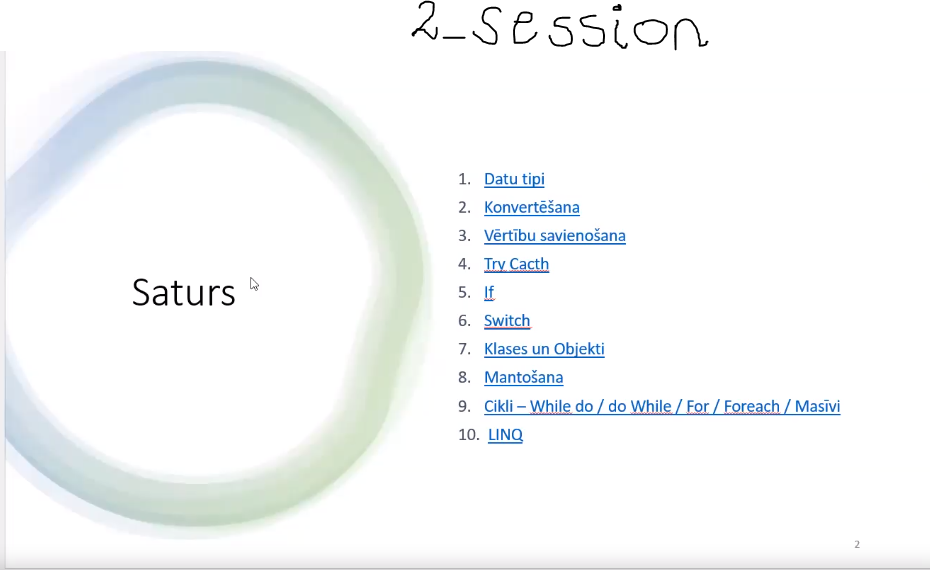 2_session
Saturs
1. Datu tipi
2. Konvertēšana
3. Vērtību savienošana
4. Try Cacth
5. If
6. Switch
7. Klases un Objekti
8. Mantošana
9. Cikli – While do / do While / For / Foreach / Masīvi
10. LINQ
2